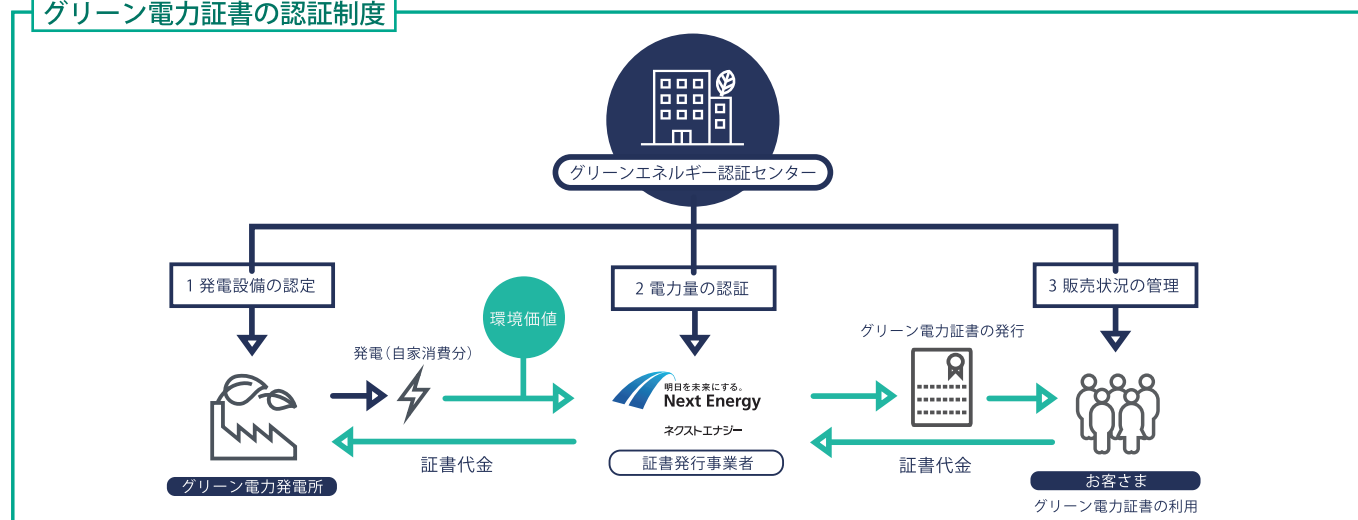 グリーン電力証書の認証制度
グリーンエネルギー認証センター
1 発電設備の認定
2 電力量の認証
3 販売状況の管理
環境価値
発電(自家消費分)
グリーン電力証書の発行
明日を未来にする。
Next Energy
ネクストエナジー
証書代金
証書発行事業者
証書代金
グリーン電力発電所
お客さま
グリーン電力証書の利用